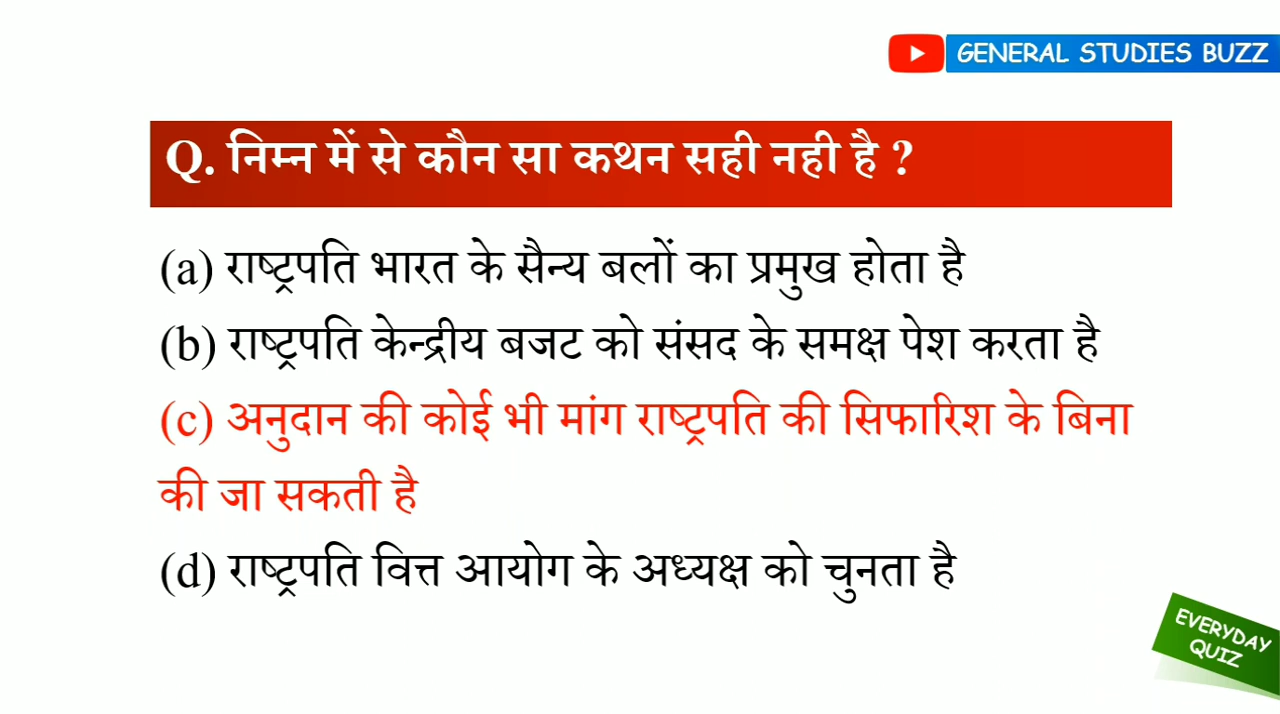 GENERAL STUDIES BUZZ
Q. निम्न में से कौन सा कथन सही नही है ?
(a) राष्ट्रपति भारत के सैन्य बलों का प्रमुख होता है
(b) राष्ट्रपति केन्द्रीय बजट को संसद के समक्ष पेश करता है
(c) अनुदान की कोई भी मांग राष्ट्रपति की सिफारिश के बिना
की जा सकती है
(d) राष्ट्रपति वित्त आयोग के अध्यक्ष को चुनता है
EVERYDAY
QUIZ